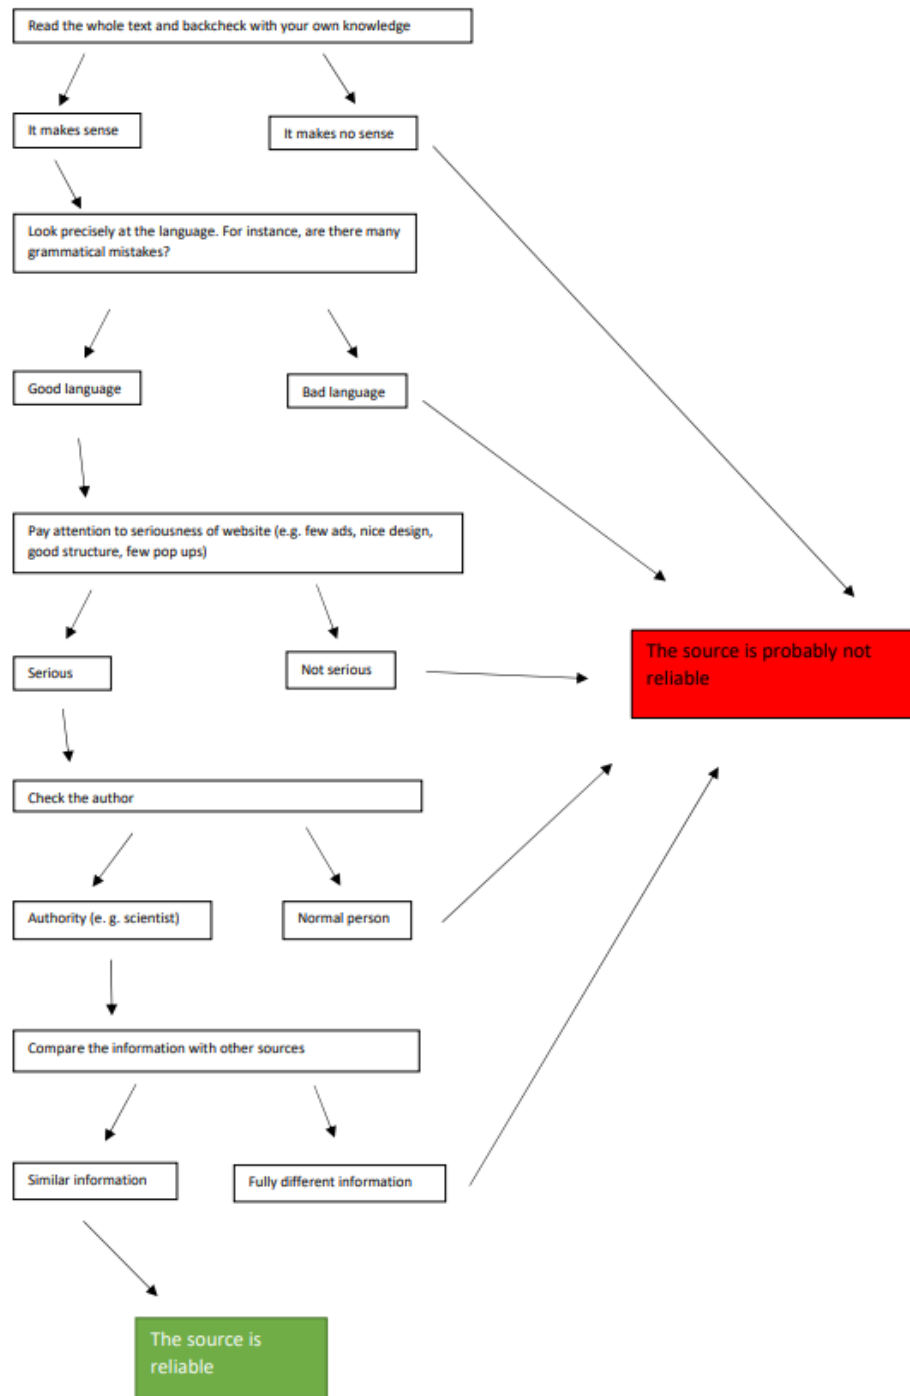 Read the whole text and backcheck with your own knowledge
It makes sense
It makes no sense
Look precisely at the language. For instance, are there many
grammatical mistakes?
Good language
Bad language
Pay attention to seriousness of website (e.g. few ads, nice design,
good structure, few pop ups)
Serious
Not serious
The source is probably not
reliable
Check the author
Authority (e. g. scientist)
Normal person
Compare the information with other sources
Similar information
Fully different information
The source is
reliable